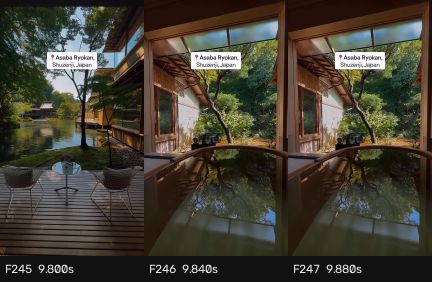 📍Asaba Ryokan,
Shuzenji, Japan
📍Asaba Ryokan,
Shuzenji, Japan
📍Asaba Ryokan,
Shuzenji, Japan
F245 9.800s
F246 9.840s
F247 9.880s